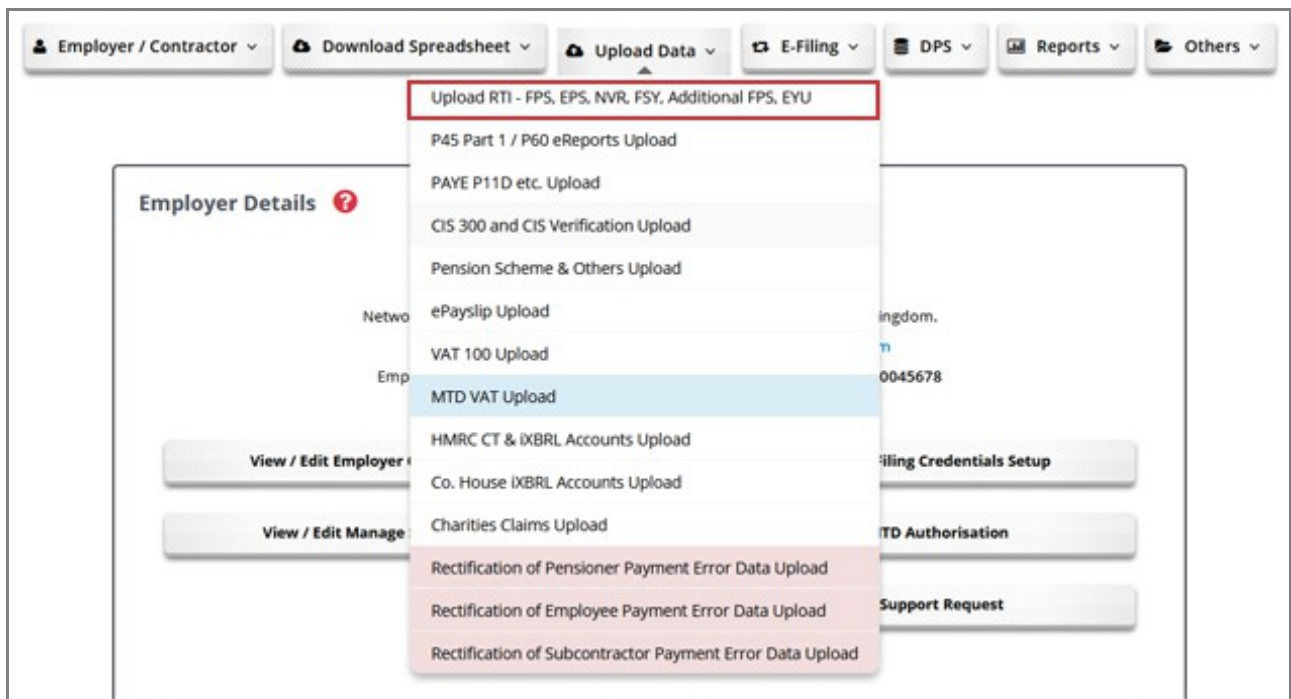 Employer / Contractor Download Spreadsheet Upload Data E-Filing DPS Reports Others
Upload RTI - FPS, EPS, NVR, FSY, Additional FPS, EYU
P45 Part 1 / P60 eReports Upload
PAYE P11D etc. Upload
Employer Details ?
CIS 300 and CIS Verification Upload
Pension Scheme & Others Upload
Netwo ePayslip Upload ingdom.
VAT 100 Upload m
Emp 0045678
MTD VAT Upload
HMRC CT & iXBRL Accounts Upload
View / Edit Employer iling Credentials Setup
Co. House iXBRL Accounts Upload
Charities Claims Upload
View / Edit Manage TD Authorisation
Rectification of Pensioner Payment Error Data Upload
Rectification of Employee Payment Error Data Upload
Support Request
Rectification of Subcontractor Payment Error Data Upload